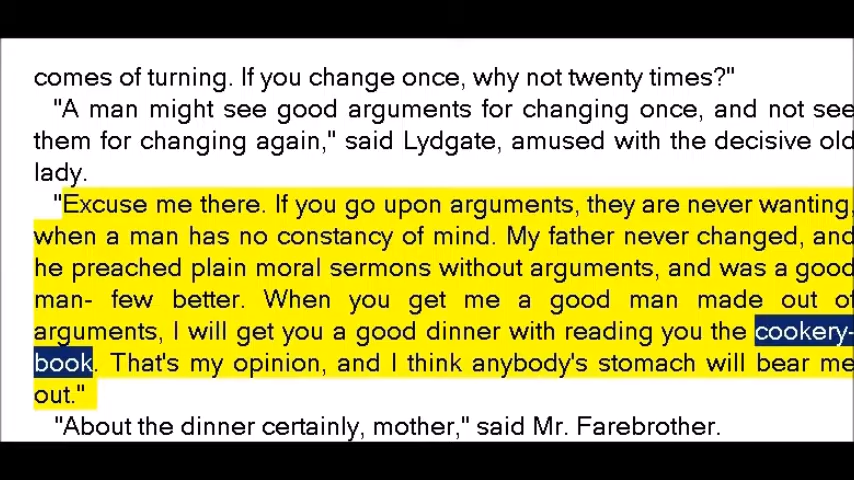 comes of turning. If you change once, why not twenty times?"
"A man might see good arguments for changing once, and not see
them for changing again," said Lydgate, amused with the decisive old
lady.
"Excuse me there. If you go upon arguments, they are never wanting,
when a man has no constancy of mind. My father never changed, and
he preached plain moral sermons without arguments, and was a good
man- few better. When you get me a good man made out of
arguments, I will get you a good dinner with reading you the cookery-
book. That's my opinion, and I think anybody's stomach will bear me
out."
"About the dinner certainly, mother," said Mr. Farebrother.